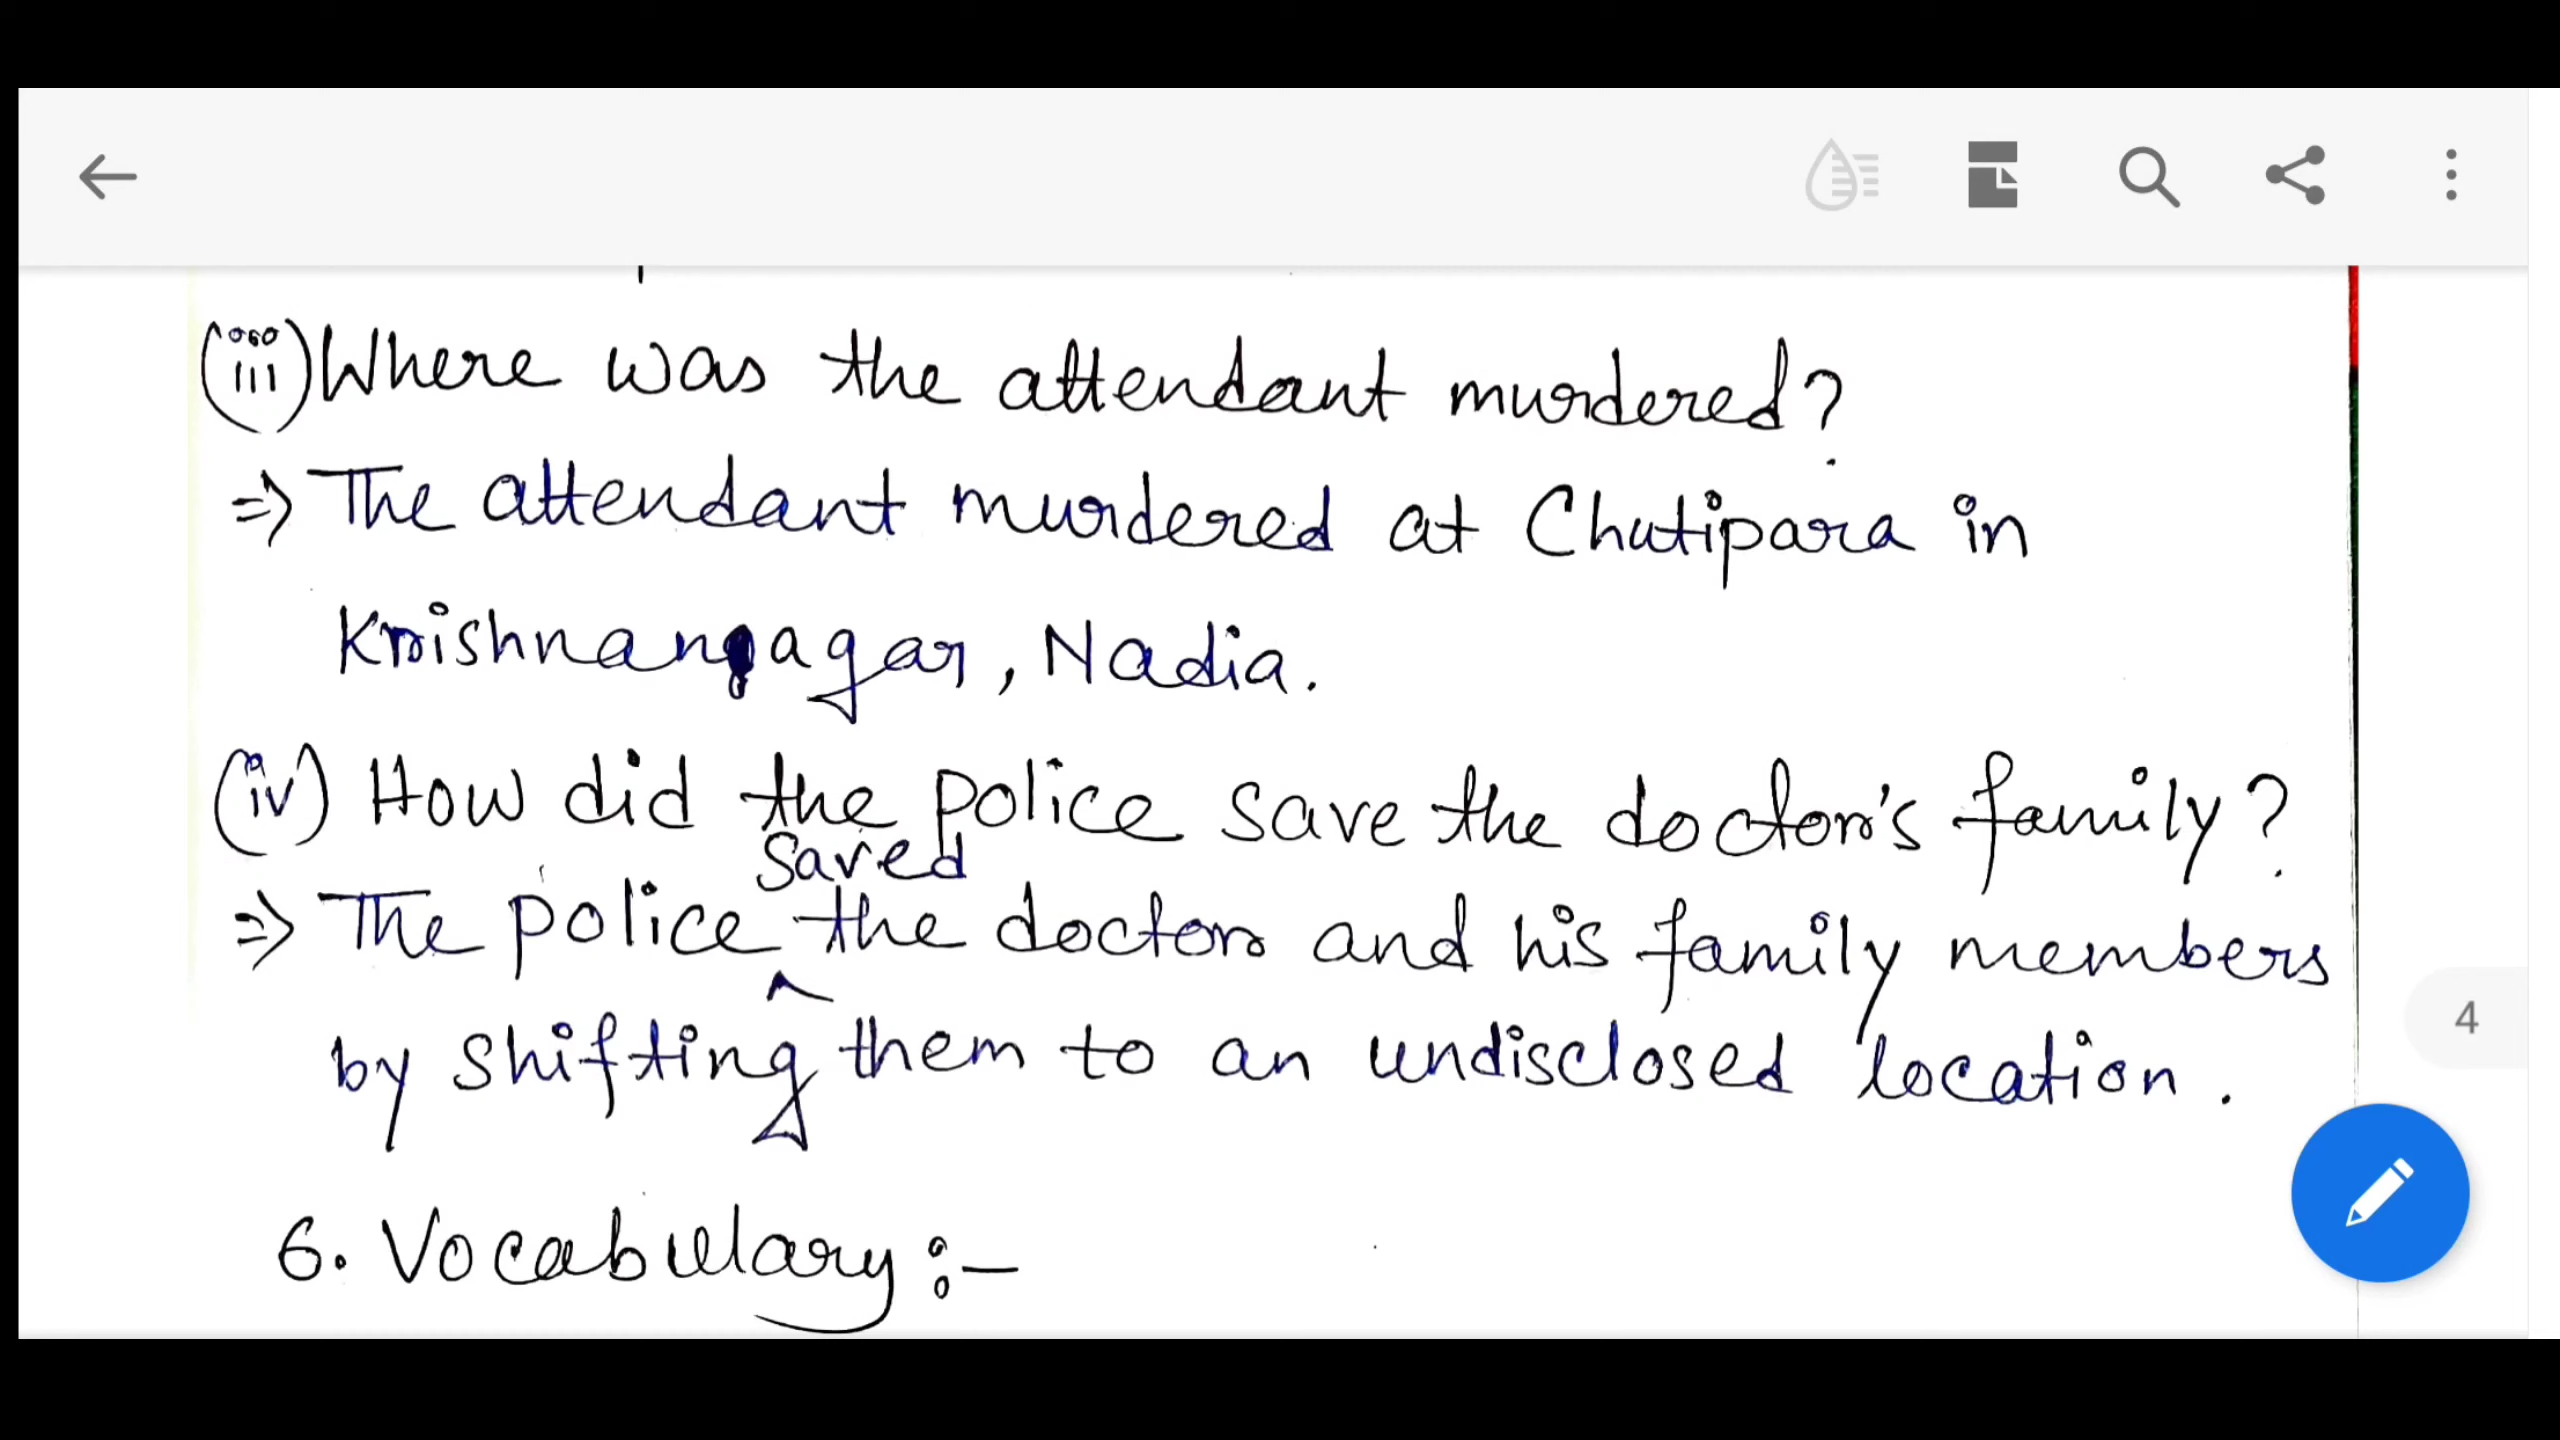 (iii) Where was the attendant murdered?
=> The attendant murdered at Chutipara in
Krishnanagar, Nadia.
(iv) How did the police save the doctor's family?
saved
=> The police ^ the doctor and his family members
by shifting them to an undisclosed location.
4
6. Vocabulary :-